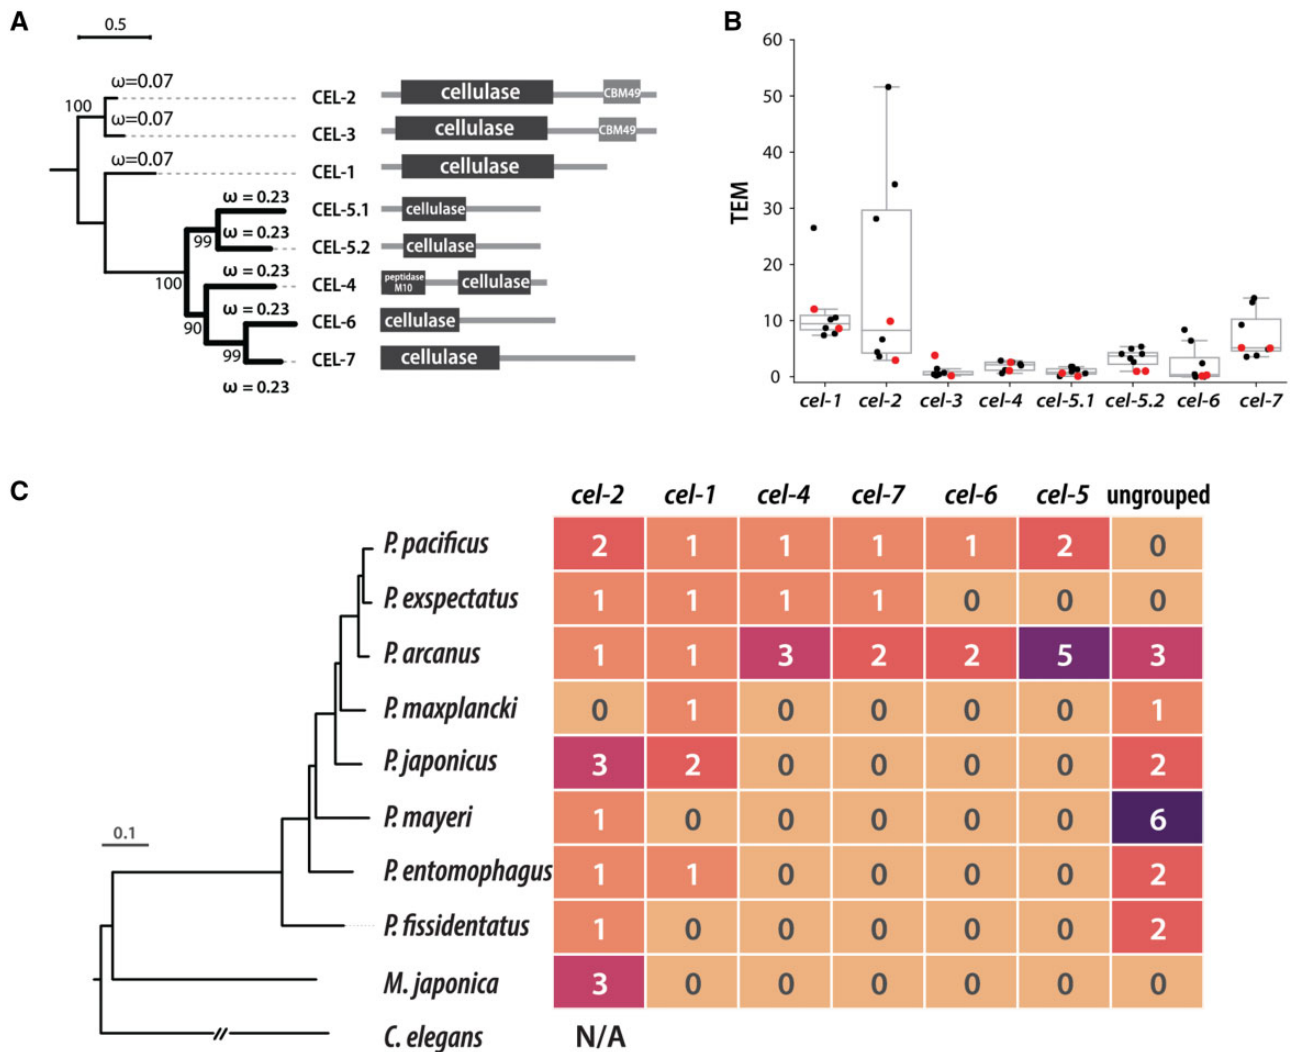 A
0.5
ω=0.07
CEL-2
cellulase
CBM49
100
ω=0.07
CEL-3
cellulase
CBM49
ω=0.07
CEL-1
cellulase
ω = 0.23
CEL-5.1
cellulase
99
ω = 0.23
CEL-5.2
cellulase
100
ω = 0.23
CEL-4
peptidase
M10
cellulase
90
ω = 0.23
CEL-6
cellulase
99
CEL-7
cellulase
ω = 0.23
B
TEM
60
50
40
30
20
10
0
cel-1 cel-2 cel-3 cel-4 cel-5.1 cel-5.2 cel-6 cel-7
C
cel-2 cel-1 cel-4 cel-7 cel-6 cel-5 ungrouped
P. pacificus 2 1 1 1 1 2 0
P. exspectatus 1 1 1 1 0 0 0
P. arcanus 1 1 3 2 2 5 3
P. maxplancki 0 1 0 0 0 0 1
P. japonicus 3 2 0 0 0 0 2
P. mayeri 1 0 0 0 0 0 6
0.1
P. entomophagus 1 1 0 0 0 0 2
P. fissidentatus 1 0 0 0 0 0 2
M. japonica 3 0 0 0 0 0 0
C. elegans N/A